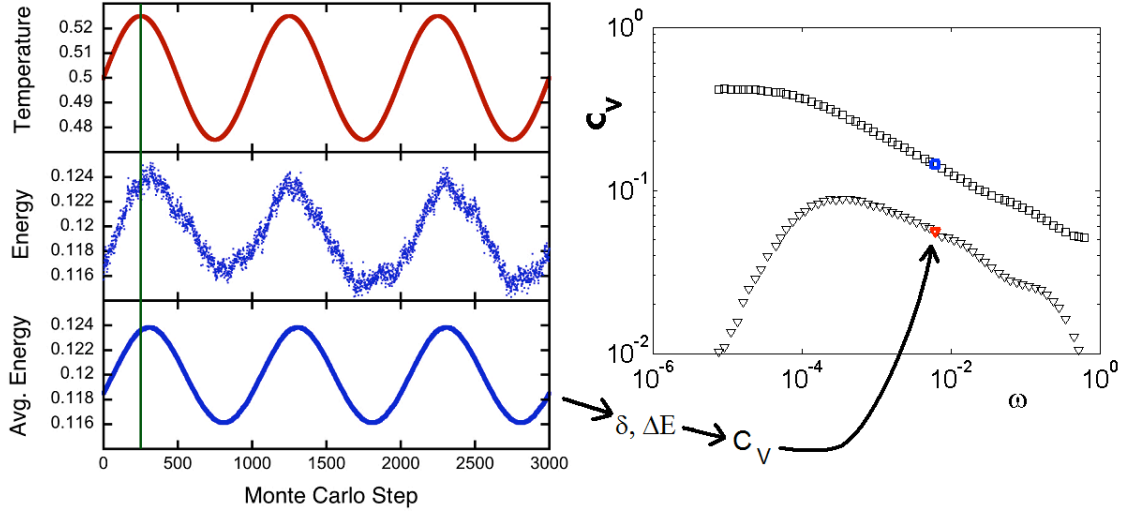 Temperature
0.52
0.51
0.5
0.49
0.48
Energy
0.124
0.122
0.12
0.118
0.116
Avg. Energy
0.124
0.122
0.12
0.118
0.116
0 500 1000 1500 2000 2500 3000
Monte Carlo Step
δ, ΔE
C_V
C_V
10^0
10^-1
10^-2
10^-6 10^-4 10^-2 10^0
ω